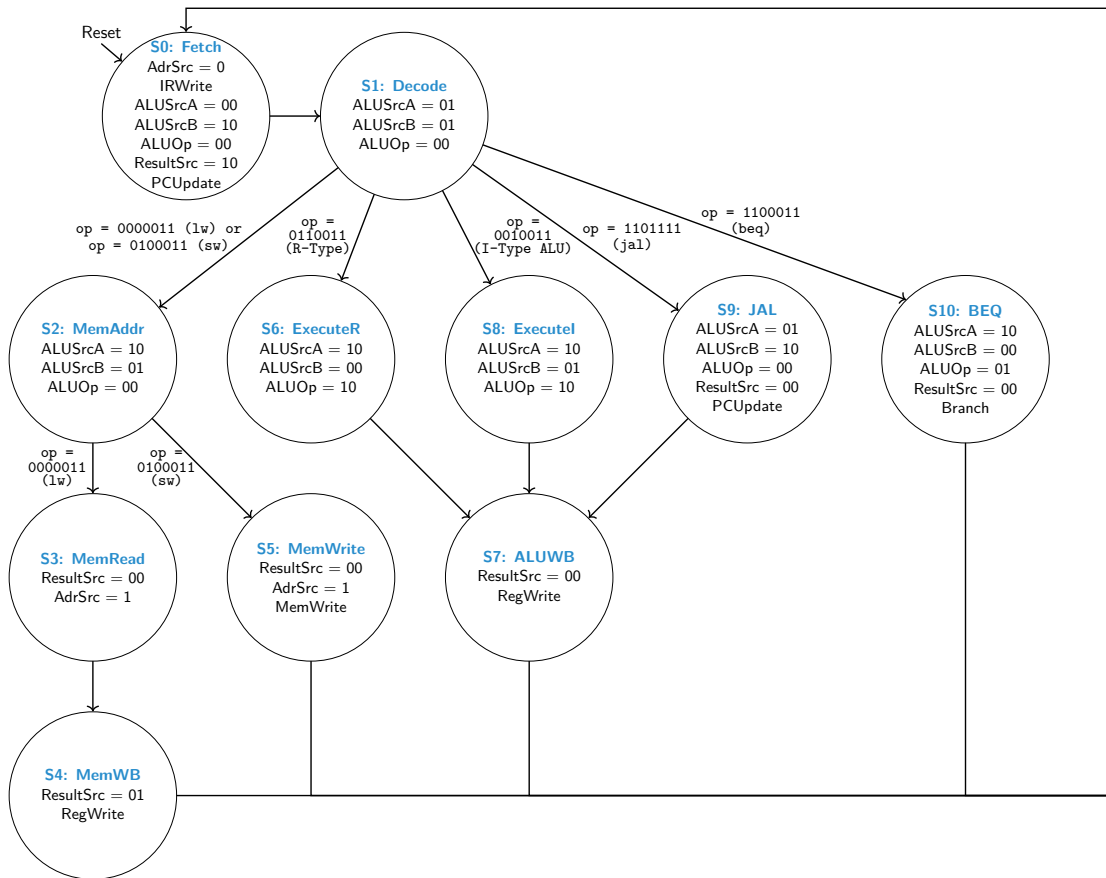 Reset
S0: Fetch
AdrSrc = 0
IRWrite
ALUSrcA = 00
ALUSrcB = 10
ALUOp = 00
ResultSrc = 10
PCUpdate
S1: Decode
ALUSrcA = 01
ALUSrcB = 01
ALUOp = 00
op = 0000011 (lw) or
op = 0100011 (sw)
op =
0110011
(R-Type)
op =
0010011
(I-Type ALU)
op = 1101111
(jal)
op = 1100011
(beq)
S2: MemAddr
ALUSrcA = 10
ALUSrcB = 01
ALUOp = 00
S6: ExecuteR
ALUSrcA = 10
ALUSrcB = 00
ALUOp = 10
S8: ExecuteI
ALUSrcA = 10
ALUSrcB = 01
ALUOp = 10
S9: JAL
ALUSrcA = 01
ALUSrcB = 10
ALUOp = 00
ResultSrc = 00
PCUpdate
S10: BEQ
ALUSrcA = 10
ALUSrcB = 00
ALUOp = 01
ResultSrc = 00
Branch
op =
0000011
(lw)
op =
0100011
(sw)
S3: MemRead
ResultSrc = 00
AdrSrc = 1
S5: MemWrite
ResultSrc = 00
AdrSrc = 1
MemWrite
S7: ALUWB
ResultSrc = 00
RegWrite
S4: MemWB
ResultSrc = 01
RegWrite